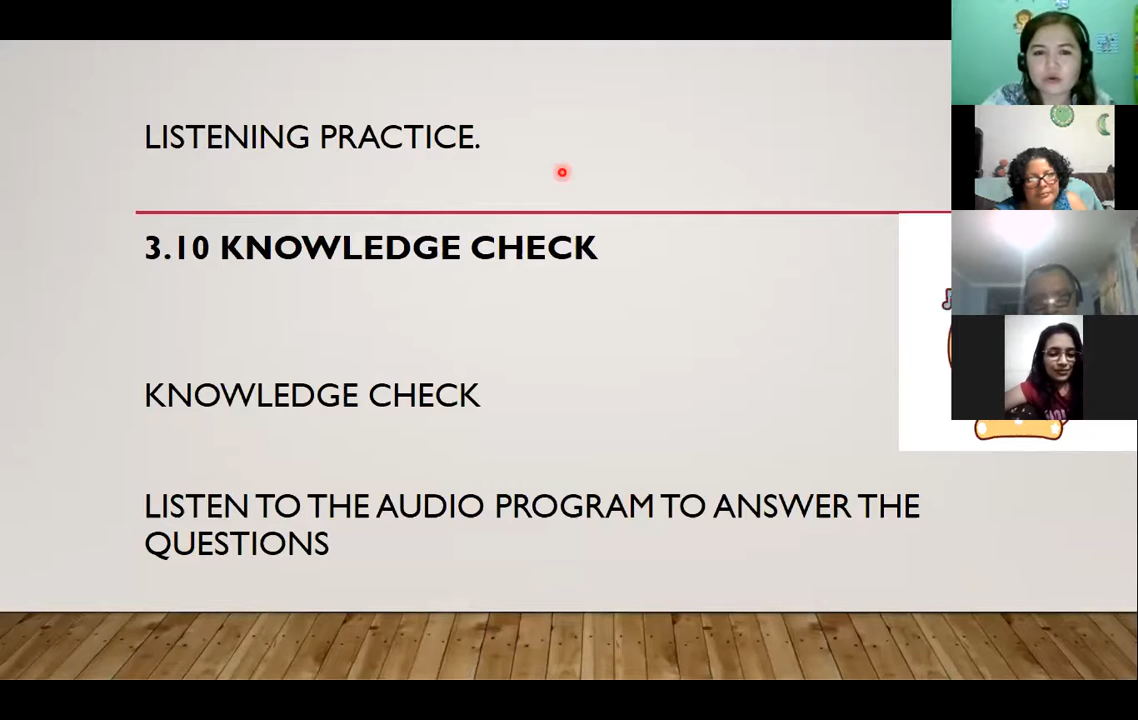 LISTENING PRACTICE.
3.10 KNOWLEDGE CHECK
KNOWLEDGE CHECK
LISTEN TO THE AUDIO PROGRAM TO ANSWER THE
QUESTIONS